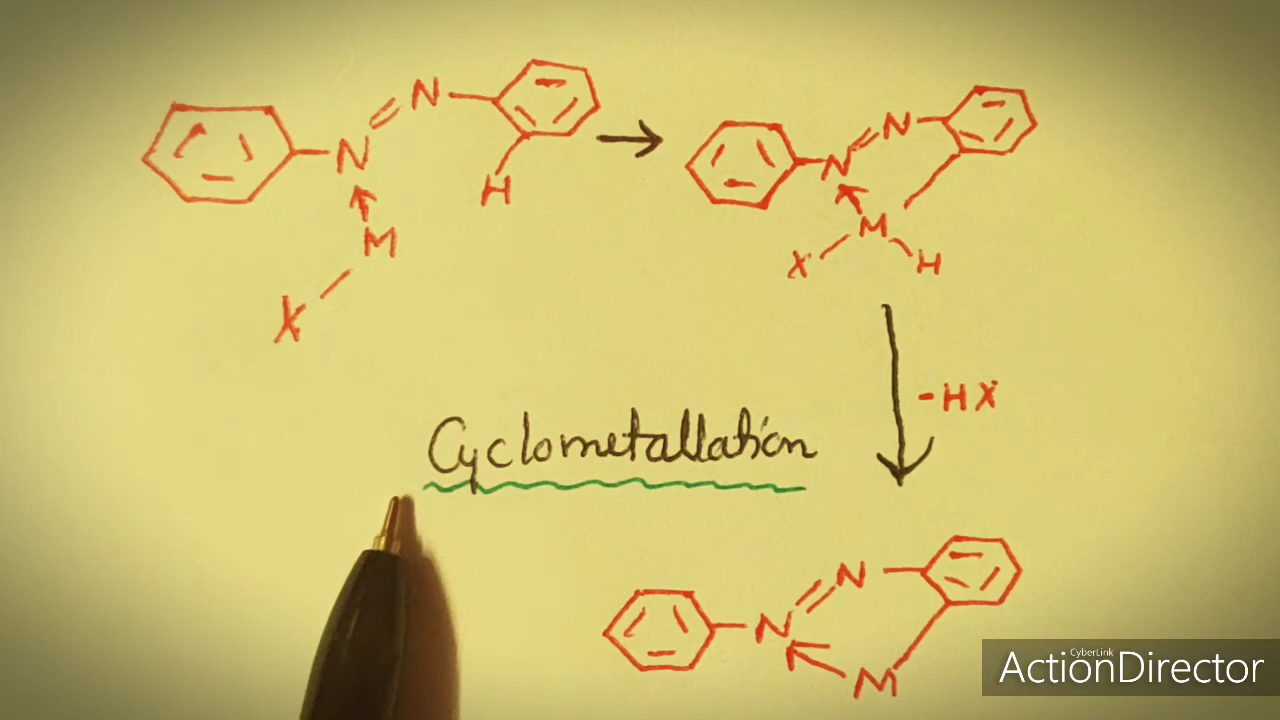 N
N
H
M
X
N
N
M
X
H
-HX
Cyclometallation
N
N
M
CyberLink
ActionDirector